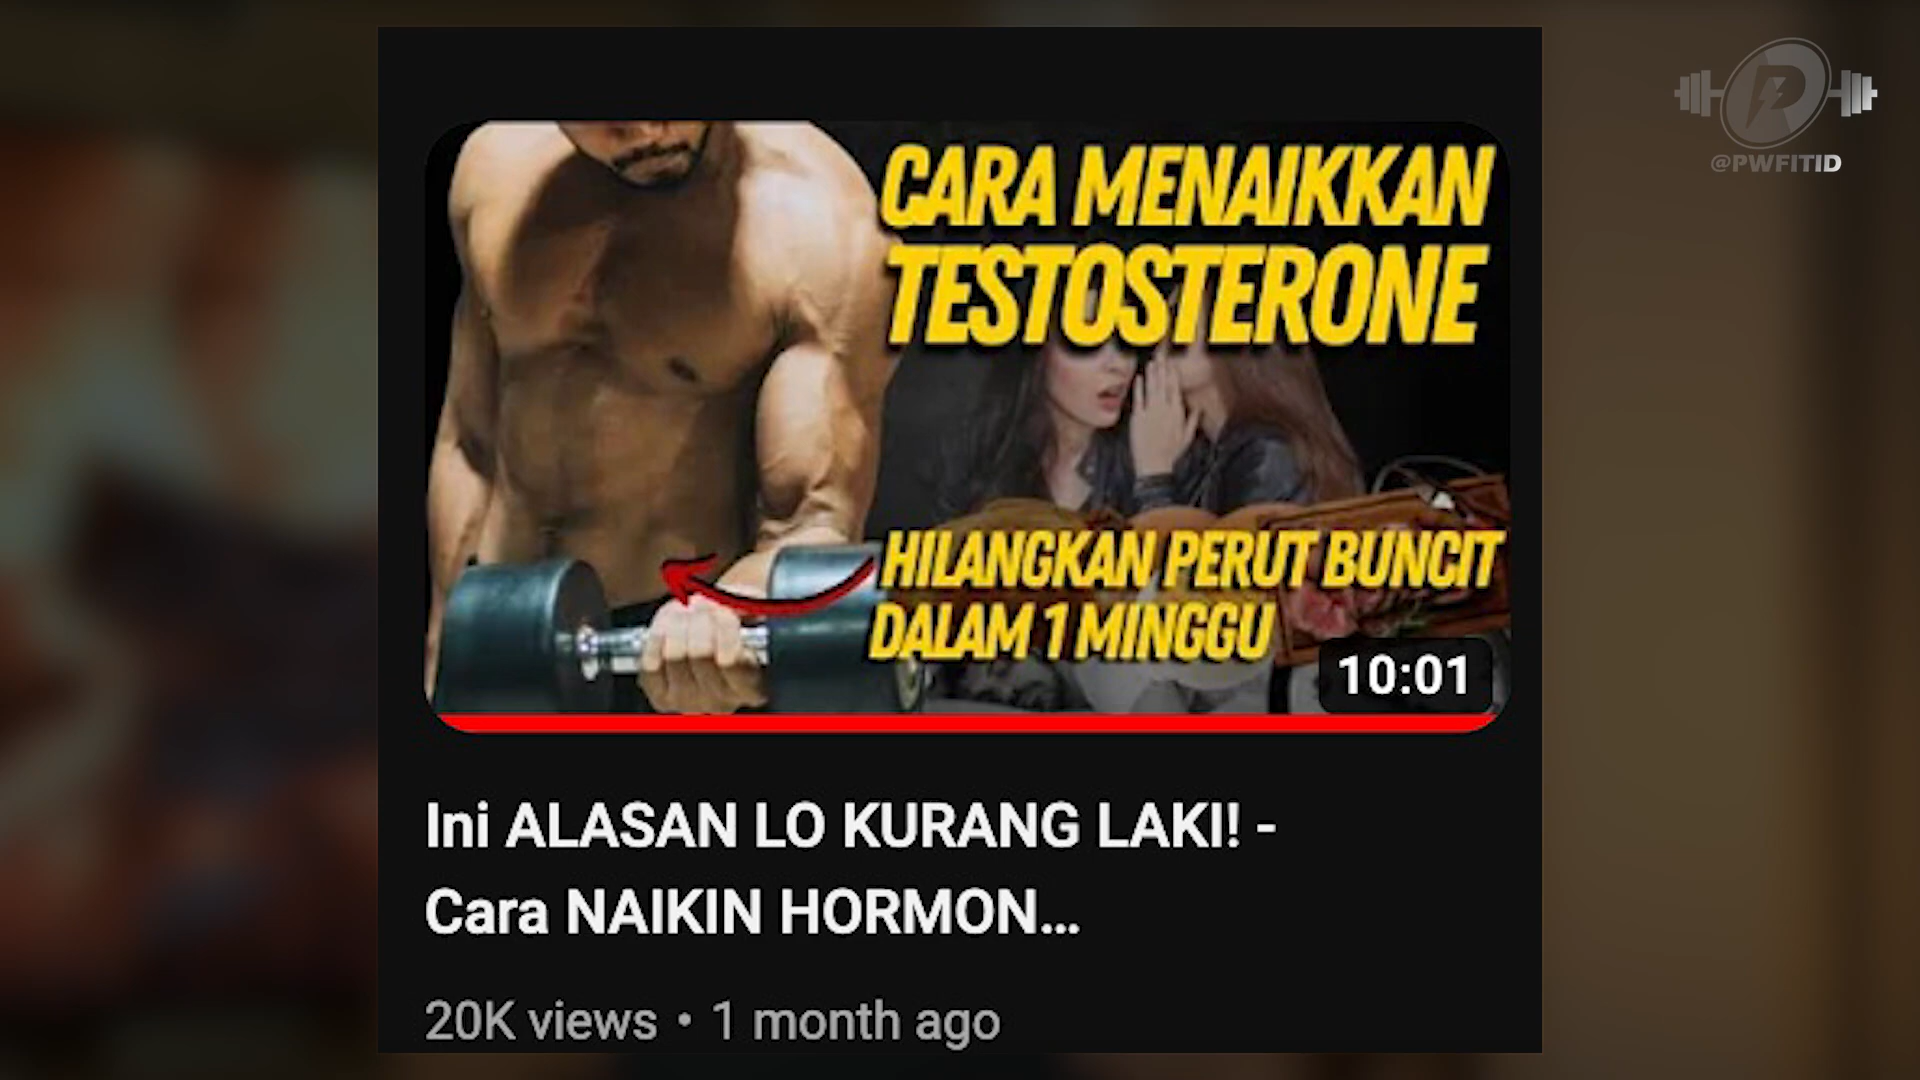 @PWFITID
CARA MENAIKKAN
TESTOSTERONE
HILANGKAN PERUT BUNCIT
DALAM 1 MINGGU
10:01
Ini ALASAN LO KURANG LAKI! -
Cara NAIKIN HORMON...
20K views • 1 month ago